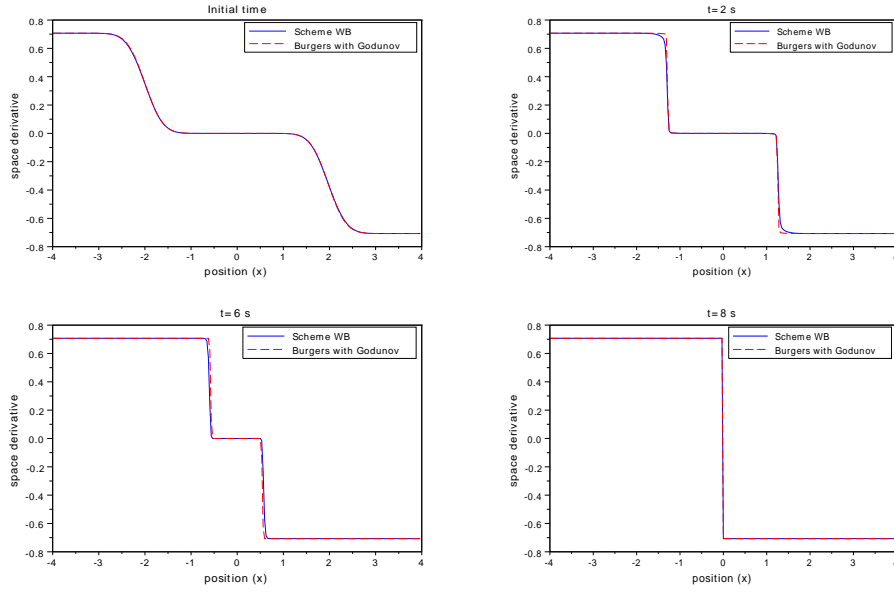 Initial time
Scheme WB
Burgers with Godunov
0.8
0.6
0.4
0.2
0.0
-0.2
-0.4
-0.6
-0.8
space derivative
-4 -3 -2 -1 0 1 2 3 4
position (x)
t=2 s
Scheme WB
Burgers with Godunov
0.8
0.6
0.4
0.2
0.0
-0.2
-0.4
-0.6
-0.8
space derivative
-4 -3 -2 -1 0 1 2 3 4
position (x)
t=6 s
Scheme WB
Burgers with Godunov
0.8
0.6
0.4
0.2
0.0
-0.2
-0.4
-0.6
-0.8
space derivative
-4 -3 -2 -1 0 1 2 3 4
position (x)
t=8 s
Scheme WB
Burgers with Godunov
0.8
0.6
0.4
0.2
0.0
-0.2
-0.4
-0.6
-0.8
space derivative
-4 -3 -2 -1 0 1 2 3 4
position (x)